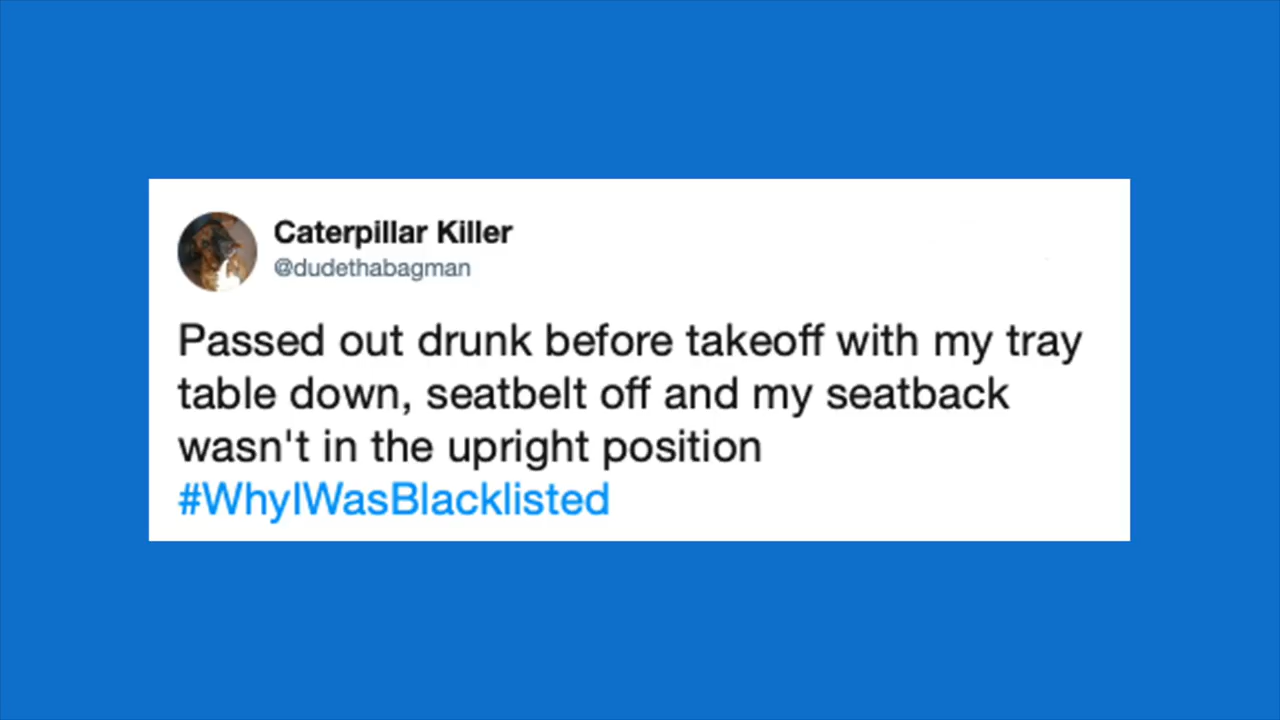 Caterpillar Killer
@dudethabagman
Passed out drunk before takeoff with my tray
table down, seatbelt off and my seatback
wasn't in the upright position
#WhyIWasBlacklisted